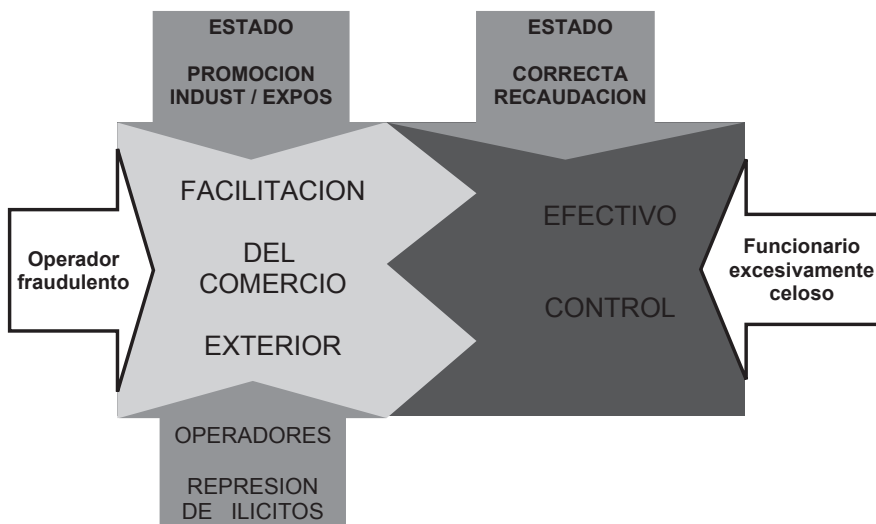 ESTADO
PROMOCION
INDUST / EXPOS
ESTADO
CORRECTA
RECAUDACION
Operador
fraudulento
FACILITACION
DEL
COMERCIO
EXTERIOR
EFECTIVO
CONTROL
Funcionario
excesivamente
celoso
OPERADORES
REPRESION
DE ILICITOS